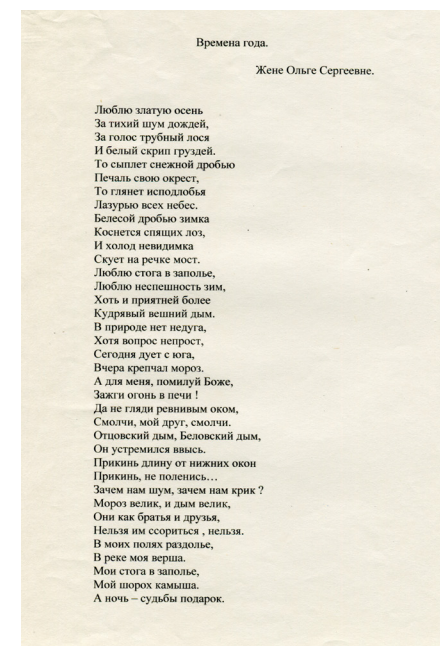 Времена года.
Жене Ольге Сергеевне.
Люблю златую осень
За тихий шум дождей,
За голос трубный лося
И белый скрип груздей.
То сыплет снежной дробью
Печаль свою окрест,
То глянет исподлобья
Лазурью всех небес.
Белесой дробью зимка
Коснется спящих лоз,
И холод невидимка
Скует на речке мост.
Люблю стога в заполье,
Люблю неспешность зим,
Хоть и приятней более
Кудрявый вешний дым.
В природе нет недуга,
Хотя вопрос непрост,
Сегодня дует с юга,
Вчера крепчал мороз.
А для меня, помилуй Боже,
Зажги огонь в печи !
Да не гляди ревнивым оком,
Смолчи, мой друг, смолчи.
Отцовский дым, Беловский дым,
Он устремился ввысь.
Прикинь длину от нижних окон
Прикинь, не поленись…
Зачем нам шум, зачем нам крик ?
Мороз велик, и дым велик,
Они как братья и друзья,
Нельзя им ссориться , нельзя.
В моих полях раздолье,
В реке моя верша.
Мои стога в заполье,
Мой шорох камыша.
А ночь – судьбы подарок.